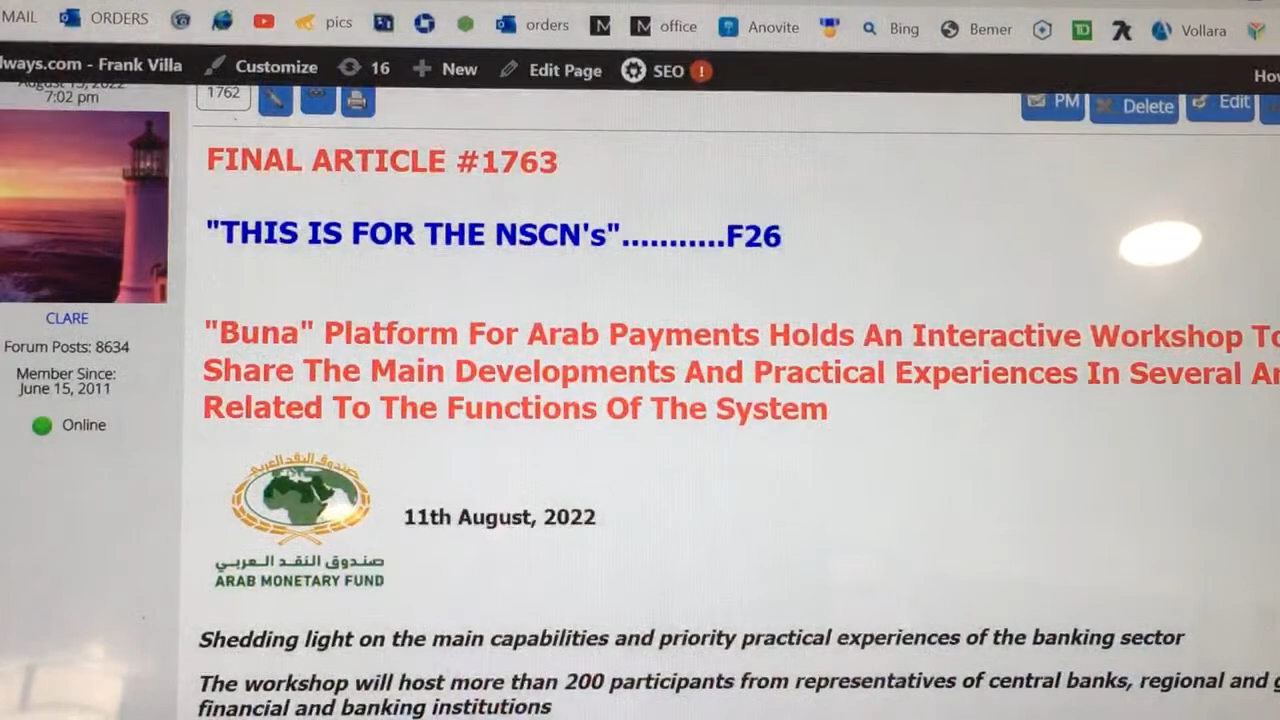 MAIL ORDERS pics orders office Anovite Bing Bemer TD Vollara
lways.com - Frank Villa Customize 16 New Edit Page SEO ! Hov
August 15, 2022
7:02 pm
1762
PM Delete Edit
FINAL ARTICLE #1763
"THIS IS FOR THE NSCN's"...........F26
CLARE
Forum Posts: 8634
Member Since:
June 15, 2011
Online
"Buna" Platform For Arab Payments Holds An Interactive Workshop To
Share The Main Developments And Practical Experiences In Several Ar
Related To The Functions Of The System
صندوق النقد العربي
11th August, 2022
صندوق النقد العربي
ARAB MONETARY FUND
Shedding light on the main capabilities and priority practical experiences of the banking sector
The workshop will host more than 200 participants from representatives of central banks, regional and g
financial and banking institutions